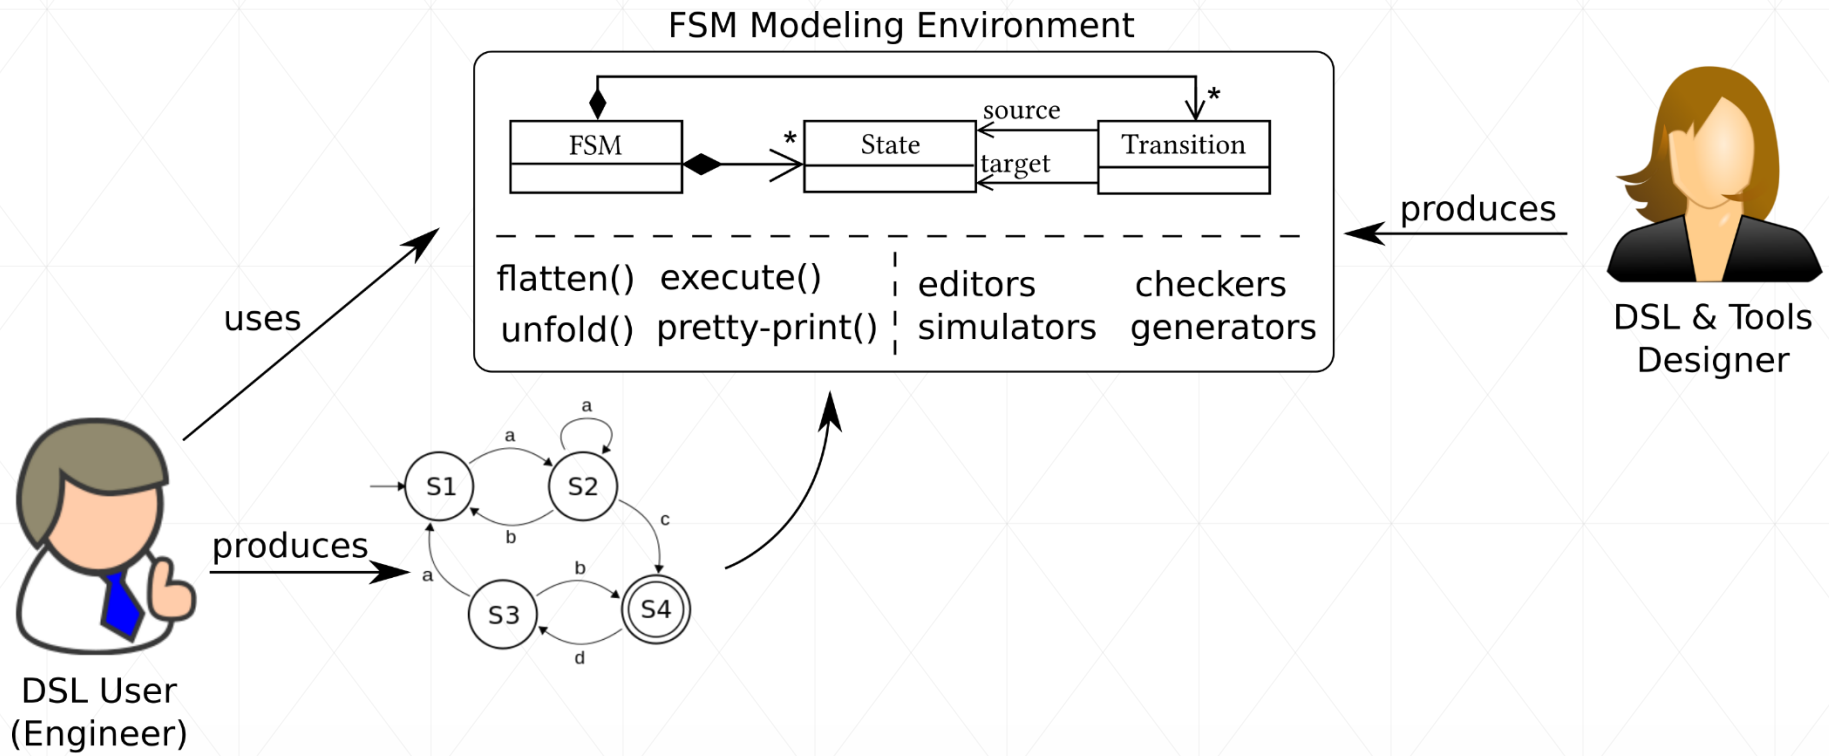 FSM Modeling Environment
*
source
FSM
*
State
Transition
target
produces
flatten() execute()
editors checkers
unfold() pretty-print()
simulators generators
DSL & Tools
Designer
uses
a
a
S1
S2
c
b
produces
a
b
S3
S4
d
DSL User
(Engineer)